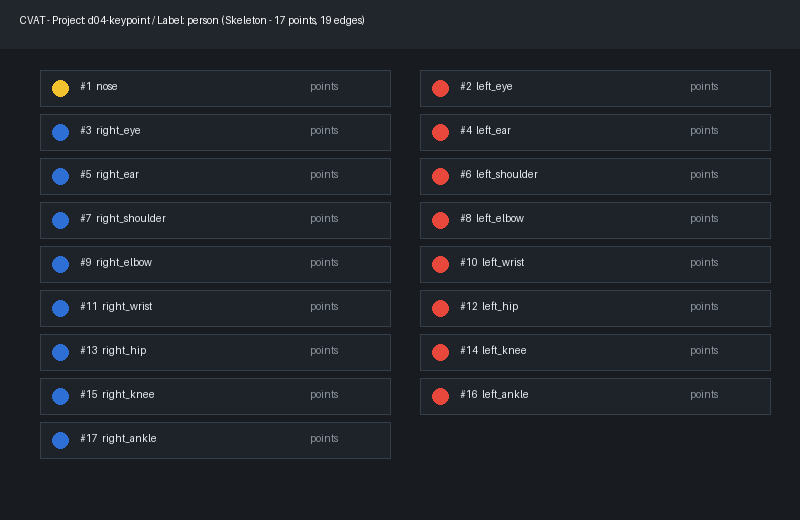 CVAT - Project: d04-keypoint / Label: person (Skeleton - 17 points, 19 edges)
#1 nose points
#2 left_eye points
#3 right_eye points
#4 left_ear points
#5 right_ear points
#6 left_shoulder points
#7 right_shoulder points
#8 left_elbow points
#9 right_elbow points
#10 left_wrist points
#11 right_wrist points
#12 left_hip points
#13 right_hip points
#14 left_knee points
#15 right_knee points
#16 left_ankle points
#17 right_ankle points